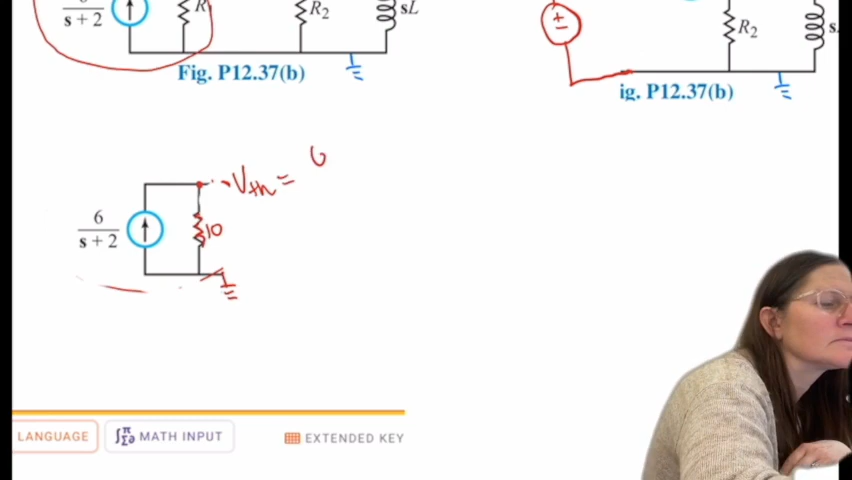 s + 2
R
R₂
sL
Fig. P12.37(b)
±
R₂
s
ig. P12.37(b)
Vth = 6
6
s + 2
10
LANGUAGE
∫Σπ∂ MATH INPUT
EXTENDED KEY